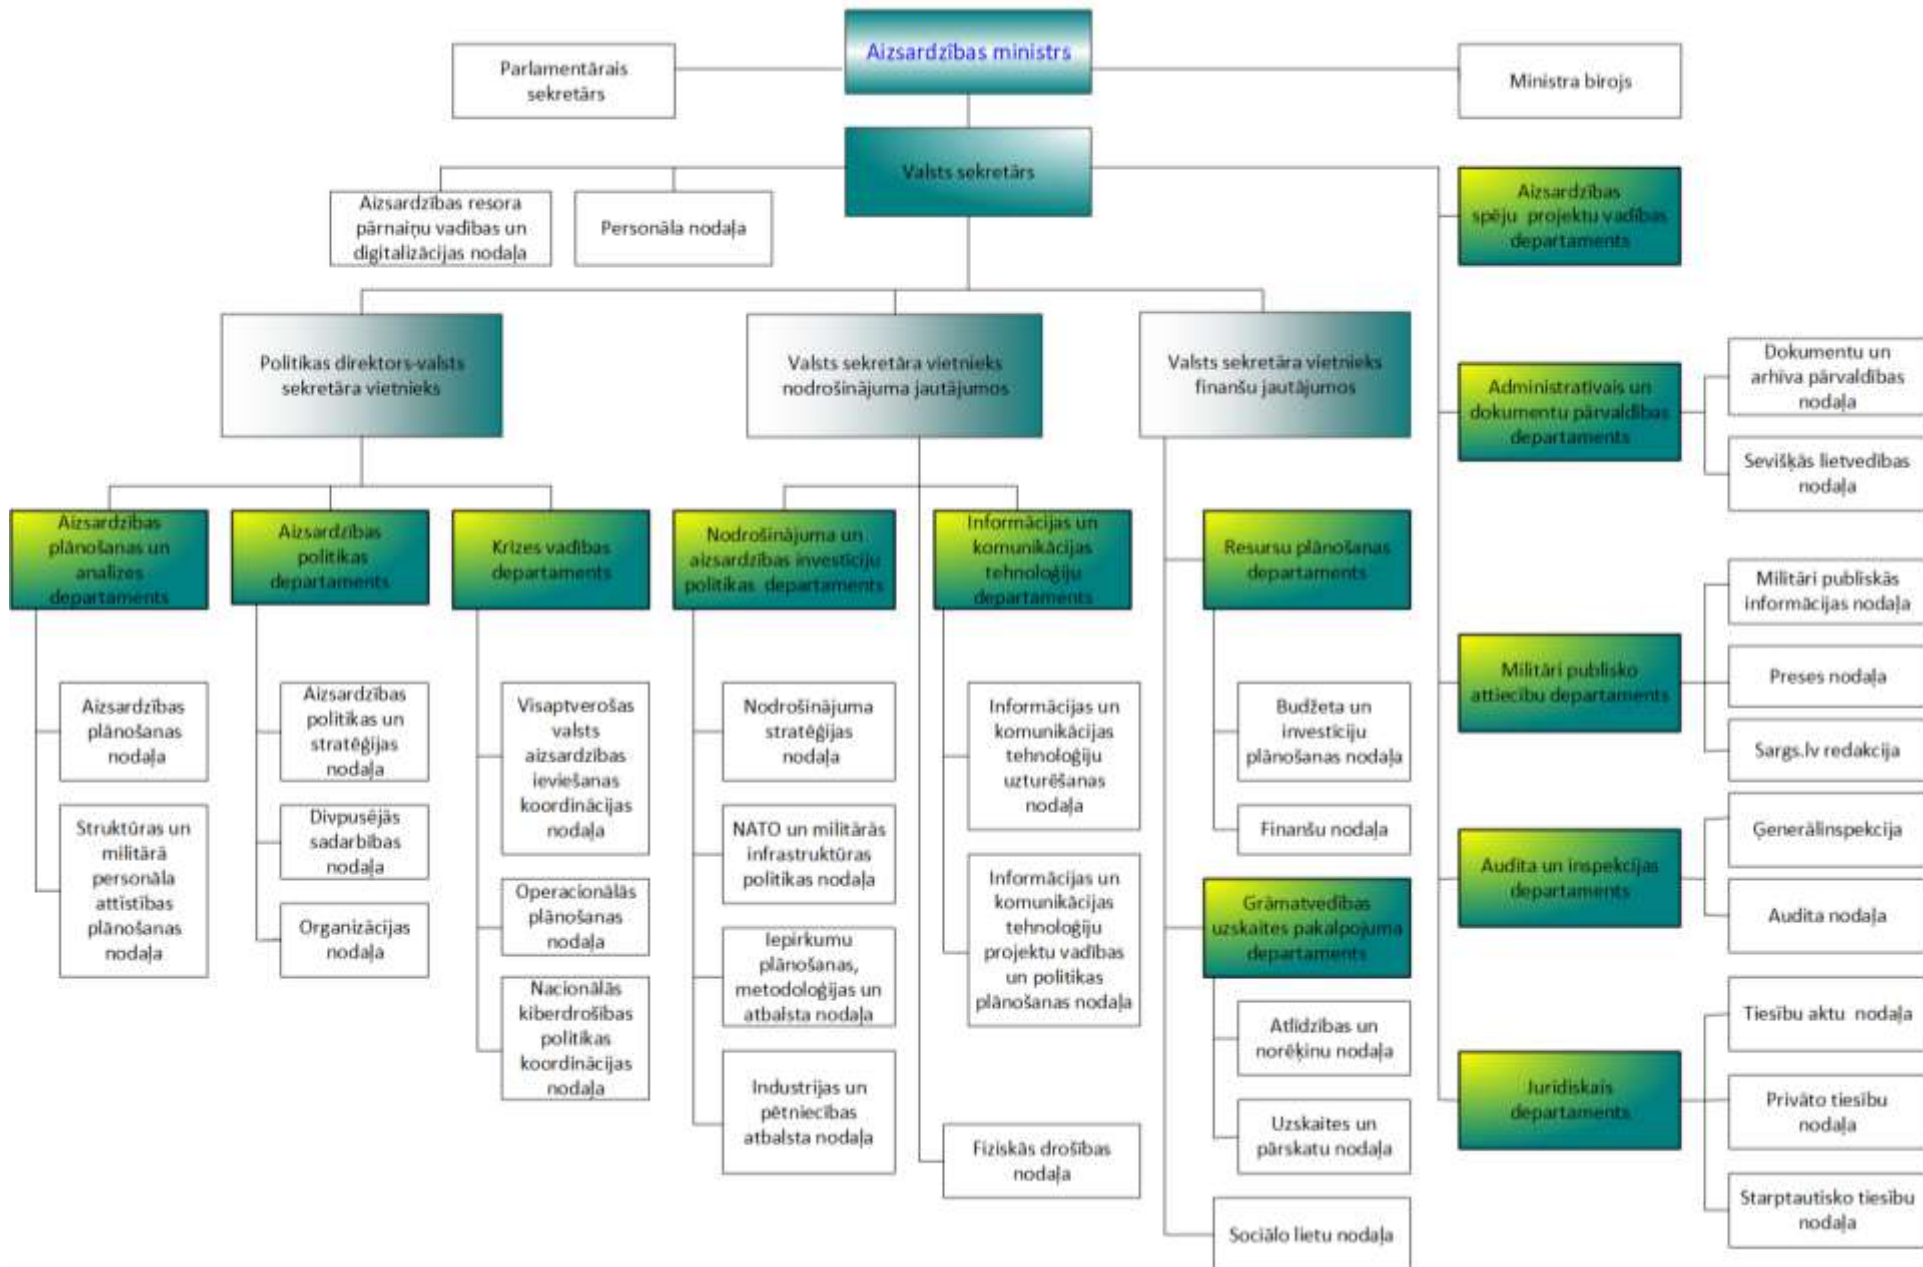 Aizsardzības ministrs
Parlamentārais
sekretārs
Ministra birojs
Valsts sekretārs
Aizsardzības resora
pārnaiņu vadības un
digitalizācijas nodaļa
Personāla nodaļa
Aizsardzības
spēju projektu vadības
departaments
Politikas direktors-valsts
sekretāra vietnieks
Valsts sekretāra vietnieks
nodrošinājuma jautājumos
Valsts sekretāra vietnieks
finanšu jautājumos
Administratīvais un
dokumentu pārvaldības
departaments
Dokumentu un
arhīva pārvaldības
nodaļa
Sevišķās lietvedības
nodaļa
Aizsardzības
plānošanas un
analīzes
departaments
Aizsardzības
politikas
departaments
Krīzes vadības
departaments
Nodrošinājuma un
aizsardzības investīciju
politikas departaments
Informācijas un
komunikācijas
tehnoloģiju
departaments
Resursu plānošanas
departaments
Militāri publisko
attiecību departaments
Militāri publiskās
informācijas nodaļa
Preses nodaļa
Sargs.lv redakcija
Aizsardzības
plānošanas
nodaļa
Struktūras un
militārā
personāla
attīstības
plānošanas
nodaļa
Aizsardzības
politikas un
stratēģijas
nodaļa
Divpusējās
sadarbības
nodaļa
Organizācijas
nodaļa
Visaptverošas
valsts
aizsardzības
ieviešanas
koordinācijas
nodaļa
Operacionālās
plānošanas
nodaļa
Nacionālās
kiberdrošības
politikas
koordinācijas
nodaļa
Nodrošinājuma
stratēģijas
nodaļa
NATO un militārās
infrastruktūras
politikas nodaļa
Iepirkumu
plānošanas,
metodoloģijas un
atbalsta nodaļa
Industrijas un
pētniecības
atbalsta nodaļa
Informācijas un
komunikācijas
tehnoloģiju
uzturēšanas
nodaļa
Informācijas un
komunikācijas
tehnoloģiju
projektu vadības
un politikas
plānošanas nodaļa
Fiziskās drošības
nodaļa
Budžeta un
investīciju
plānošanas nodaļa
Finanšu nodaļa
Grāmatvedības
uzskaites pakalpojuma
departaments
Atlīdzības un
norēķinu nodaļa
Uzskaites un
pārskatu nodaļa
Sociālo lietu nodaļa
Audita un inspekcijas
departaments
Ģenerālinspekcija
Audita nodaļa
Juridiskais
departaments
Tiesību aktu nodaļa
Privāto tiesību
nodaļa
Starptautisko tiesību
nodaļa